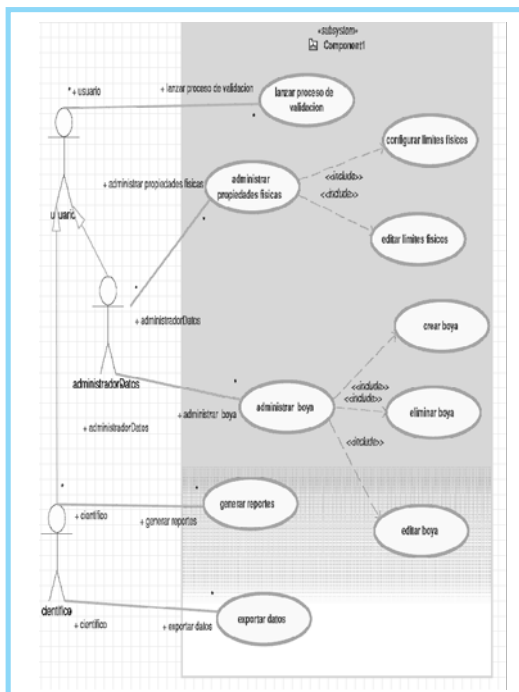 «subsystem»
Component1
* + usuario
+ lanzar proceso de validacion
*
lanzar proceso de
validacion
configurar limites fisicos
<<include>>
+ administrar propiedades fisicas
administrar
propiedades fisicas
<<include>>
*
usuario
editar limites fisicos
*
+ administradorDatos
crear boya
administradorDatos
*
+ administrar boya
administrar boya
<<include>>
<<include>>
eliminar boya
+ administradorDatos
<<include>>
*
*
+ cientifico
+ generar reportes
generar reportes
editar boya
cientifico
*
+ cientifico
+ exportar datos
exportar datos